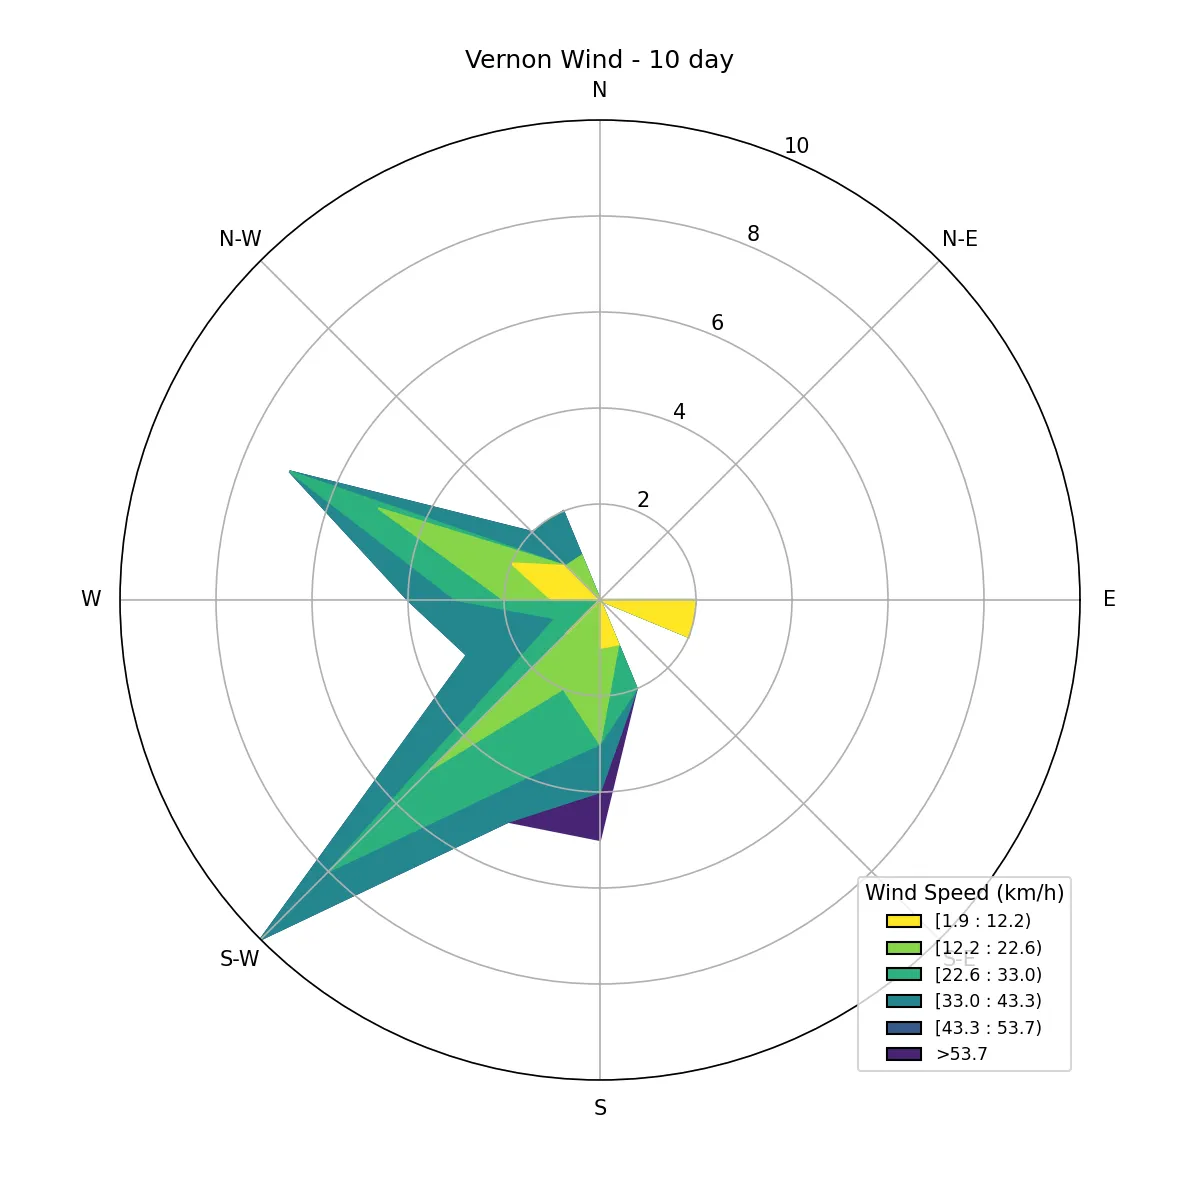 Vernon Wind - 10 day
N
10
N-W
8
N-E
6
4
2
W
E
S-W
S-E
S
Wind Speed (km/h)
[1.9 : 12.2)
[12.2 : 22.6)
[22.6 : 33.0)
[33.0 : 43.3)
[43.3 : 53.7)
>53.7